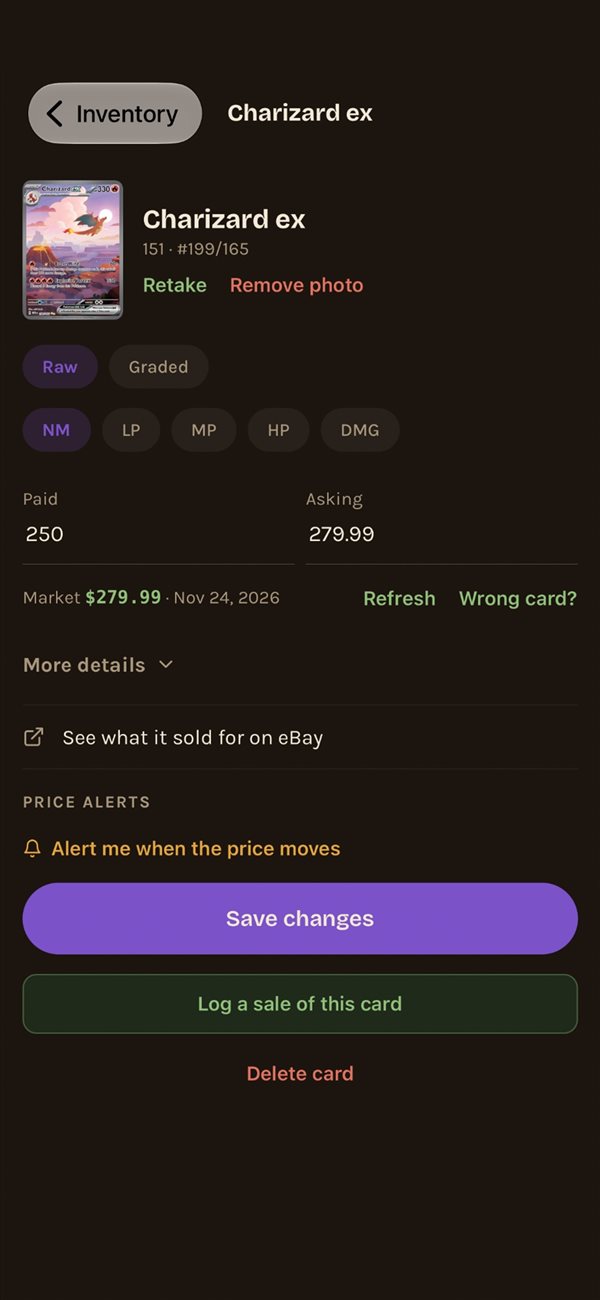 Inventory
Charizard ex
Charizard ex
330
Charizard ex
151 · #199/165
Retake Remove photo
Raw Graded
NM LP MP HP DMG
Paid Asking
250 279.99
Market $279.99 · Nov 24, 2026 Refresh Wrong card?
More details
See what it sold for on eBay
PRICE ALERTS
Alert me when the price moves
Save changes
Log a sale of this card
Delete card